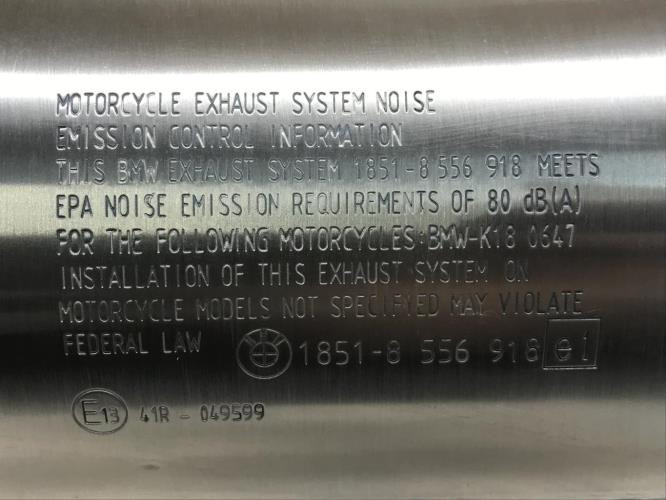 MOTORCYCLE EXHAUST SYSTEM NOISE
EMISSION CONTROL INFORMATION
THIS BMW EXHAUST SYSTEM 1851-8 556 918 MEETS
EPA NOISE EMISSION REQUIREMENTS OF 80 dB(A)
FOR THE FOLLOWING MOTORCYCLES:BMW-K18 0647
INSTALLATION OF THIS EXHAUST SYSTEM ON
MOTORCYCLE MODELS NOT SPECIFIED MAY VIOLATE
FEDERAL LAW 1851-8 556 918 e1
E13 41R - 049599